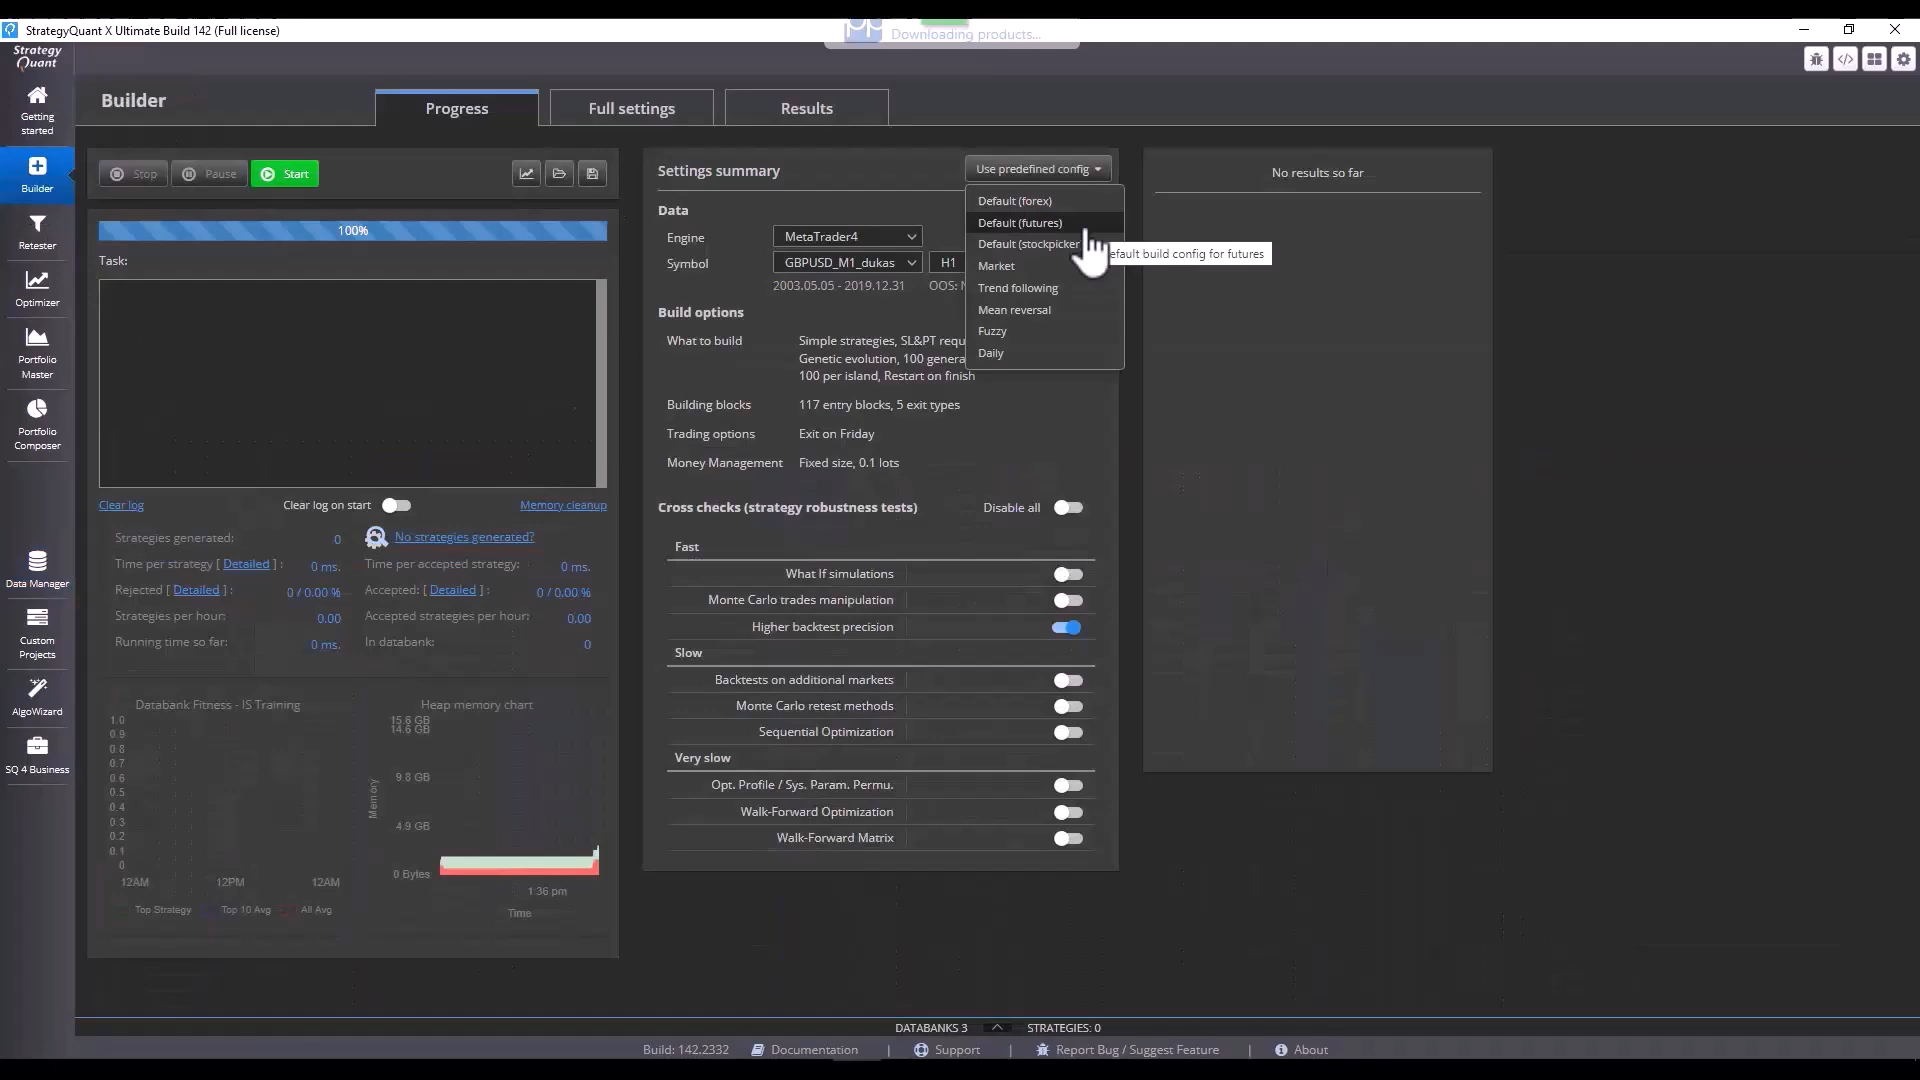 Downloading products...
StrategyQuant X Ultimate Build 142 (Full license)
Strategy
Quant
Getting
started
Builder
Retester
Optimizer
Portfolio
Master
Portfolio
Composer
Data Manager
Custom
Projects
AlgoWizard
SQ 4 Business
Builder
Progress
Full settings
Results
Stop
Pause
Start
100%
Task:
Clear log
Clear log on start
Memory cleanup
Strategies generated:
0
No strategies generated?
Time per strategy [ Detailed ] :
0 ms.
Time per accepted strategy:
0 ms.
Rejected [ Detailed ] :
0 / 0.00 %
Accepted: [ Detailed ] :
0 / 0.00 %
Strategies per hour:
0.00
Accepted strategies per hour:
0.00
Running time so far:
0 ms.
In databank:
0
Databank Fitness - IS Training
1.0
0.9
0.8
0.7
0.6
0.5
0.4
0.3
0.2
0.1
0
12AM
12PM
12AM
Top Strategy
Top 10 Avg
All Avg
Heap memory chart
15.6 GB
14.6 GB
9.8 GB
4.9 GB
0 Bytes
Memory
1:36 pm
Time
Settings summary
Use predefined config
Default (forex)
Default (futures)
Default (stockpicker
Market
Trend following
Mean reversal
Fuzzy
Daily
efault build config for futures
Data
Engine
MetaTrader4
Symbol
GBPUSD_M1_dukas
H1
2003.05.05 - 2019.12.31
OOS:
Build options
What to build
Simple strategies, SL&PT requ
Genetic evolution, 100 genera
100 per island, Restart on finish
Building blocks
117 entry blocks, 5 exit types
Trading options
Exit on Friday
Money Management
Fixed size, 0.1 lots
Cross checks (strategy robustness tests)
Disable all
Fast
What If simulations
Monte Carlo trades manipulation
Higher backtest precision
Slow
Backtests on additional markets
Monte Carlo retest methods
Sequential Optimization
Very slow
Opt. Profile / Sys. Param. Permu.
Walk-Forward Optimization
Walk-Forward Matrix
No results so far
DATABANKS 3
STRATEGIES: 0
Build: 142.2332
Documentation
|
Support
|
Report Bug / Suggest Feature
|
About